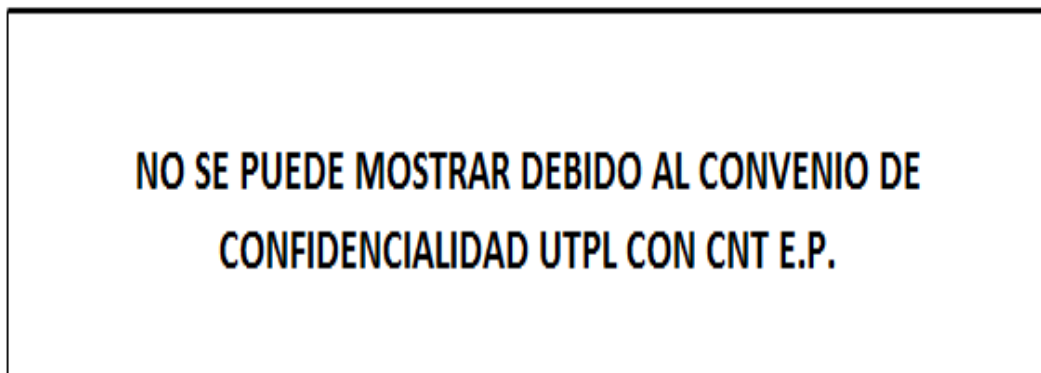 NO SE PUEDE MOSTRAR DEBIDO AL CONVENIO DE
CONFIDENCIALIDAD UTPL CON CNT E.P.